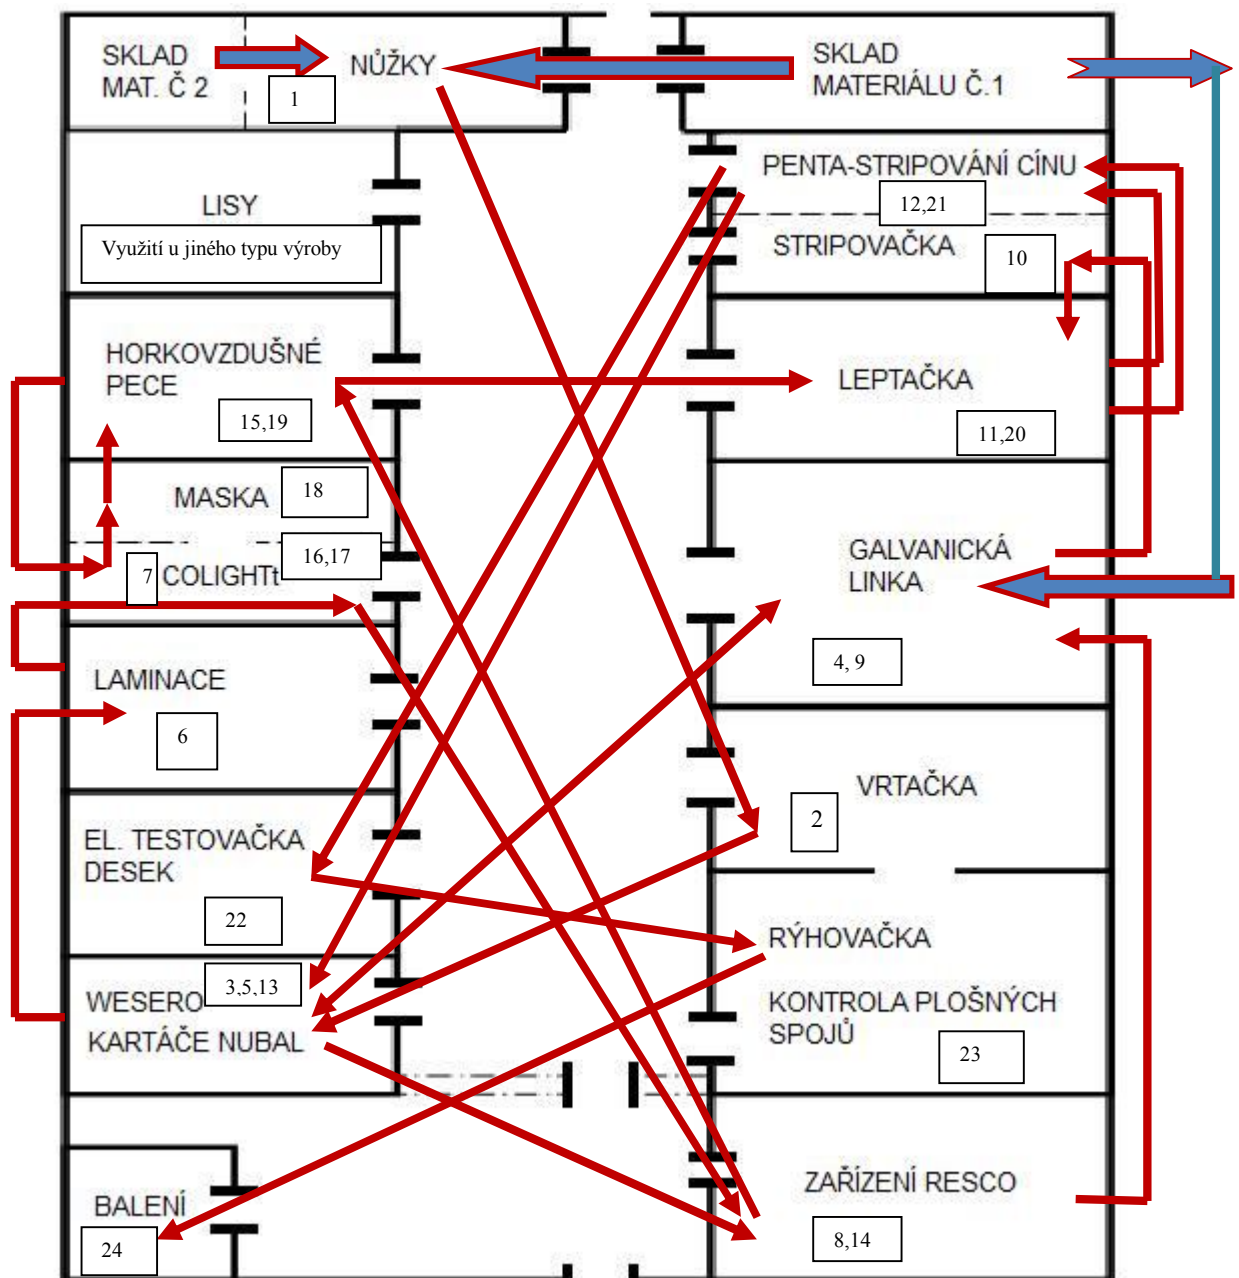 SKLAD
MAT. Č 2
1
NŮŽKY
SKLAD
MATERIÁLU Č.1
LISY
Využití u jiného typu výroby
PENTA-STRIPOVÁNÍ CÍNU
12,21
STRIPOVAČKA
10
HORKOVZDUŠNÉ
PECE
15,19
LEPTAČKA
11,20
MASKA
18
16,17
7
COLIGHTt
GALVANICKÁ
LINKA
4, 9
LAMINACE
6
VRTAČKA
2
EL. TESTOVAČKA
DESEK
22
RÝHOVAČKA
KONTROLA PLOŠNÝCH
SPOJŮ
23
3,5,13
WESERO
KARTÁČE NUBAL
BALENÍ
24
ZAŘÍZENÍ RESCO
8,14